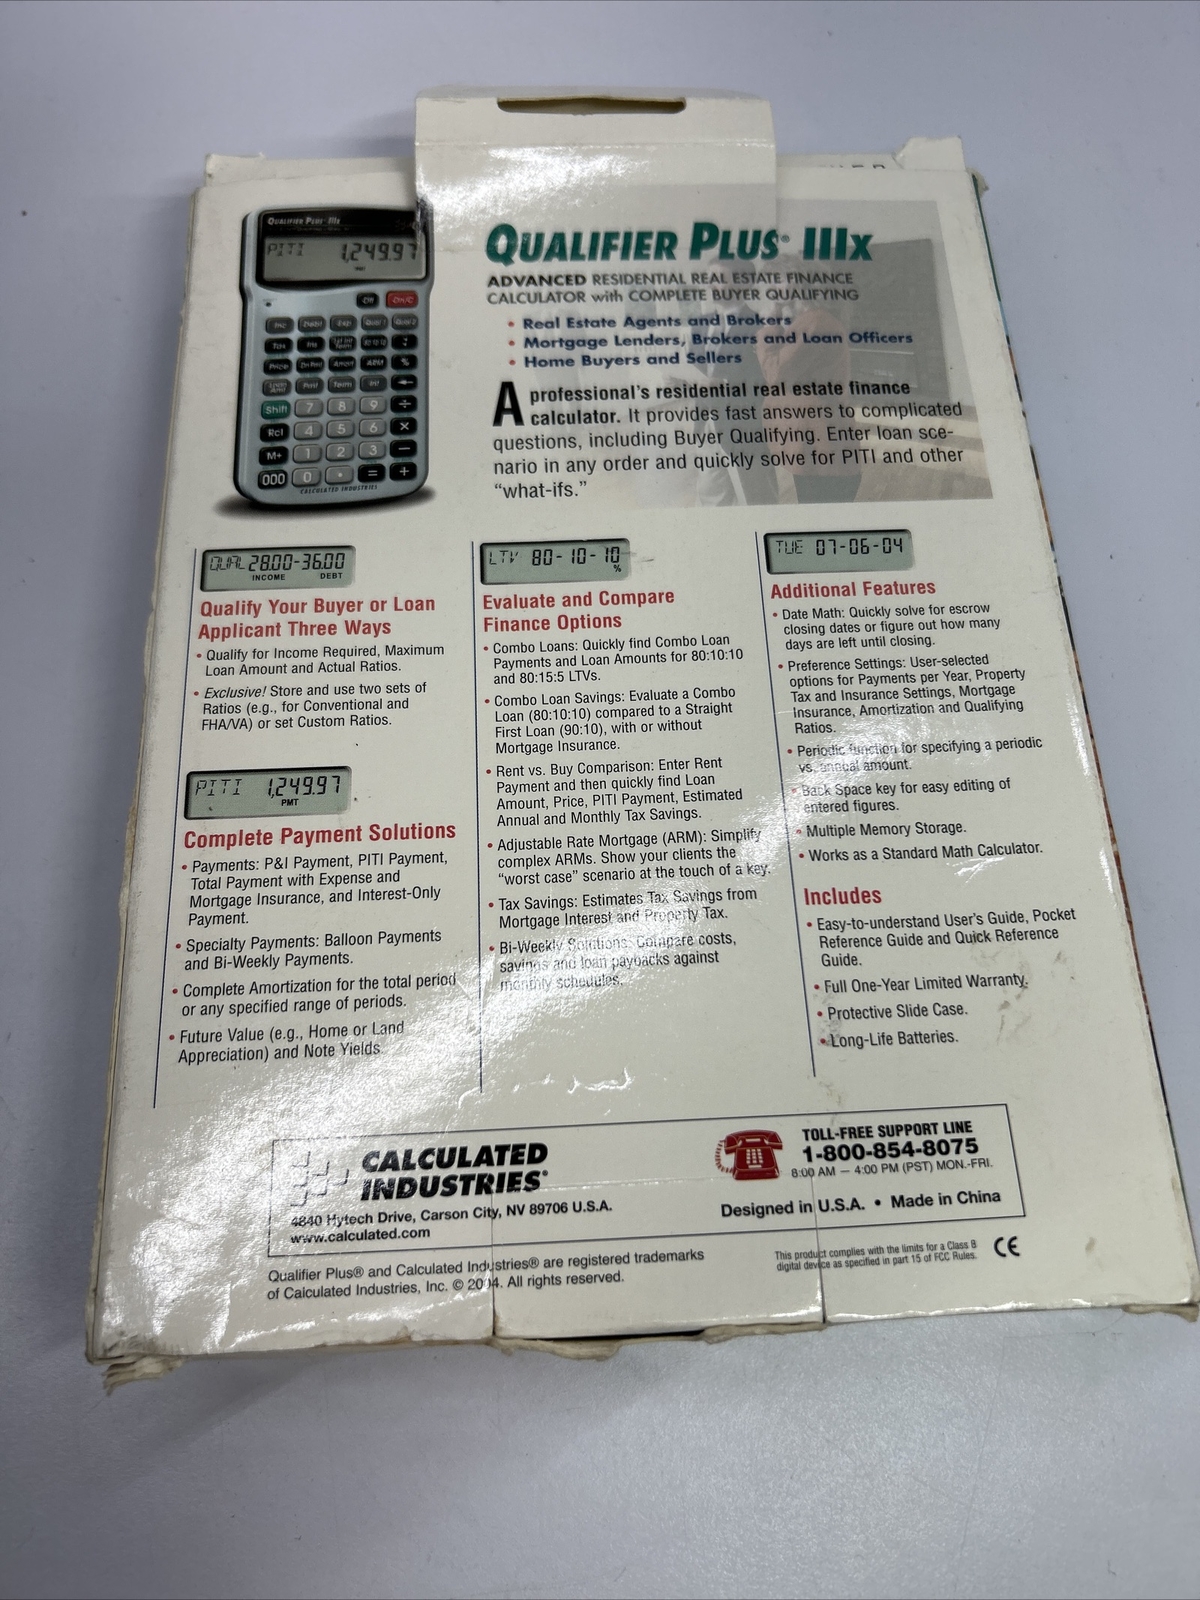 QUALIFIER PLUS IIIx
PITI 1,249.97
PMT
Off On/C
Shift 7 8 9 ÷
Rcl 4 5 6 ×
M+ 1 2 3 −
000 0 • = +
CALCULATED INDUSTRIES
QUALIFIER PLUS® IIIx
ADVANCED RESIDENTIAL REAL ESTATE FINANCE
CALCULATOR with COMPLETE BUYER QUALIFYING
• Real Estate Agents and Brokers
• Mortgage Lenders, Brokers and Loan Officers
• Home Buyers and Sellers
A professional's residential real estate finance
calculator. It provides fast answers to complicated
questions, including Buyer Qualifying. Enter loan sce-
nario in any order and quickly solve for PITI and other
“what-ifs.”
QUAL 28.00-36.00
INCOME DEBT
Qualify Your Buyer or Loan
Applicant Three Ways
• Qualify for Income Required, Maximum
Loan Amount and Actual Ratios.
• Exclusive! Store and use two sets of
Ratios (e.g., for Conventional and
FHA/VA) or set Custom Ratios.
PITI 1,249.97
PMT
Complete Payment Solutions
• Payments: P&I Payment, PITI Payment,
Total Payment with Expense and
Mortgage Insurance, and Interest-Only
Payment.
• Specialty Payments: Balloon Payments
and Bi-Weekly Payments.
• Complete Amortization for the total period
or any specified range of periods.
• Future Value (e.g., Home or Land
Appreciation) and Note Yields
LTV 80-10-10
%
Evaluate and Compare
Finance Options
• Combo Loans: Quickly find Combo Loan
Payments and Loan Amounts for 80:10:10
and 80:15:5 LTVs.
• Combo Loan Savings: Evaluate a Combo
Loan (80:10:10) compared to a Straight
First Loan (90:10), with or without
Mortgage Insurance.
• Rent vs. Buy Comparison: Enter Rent
Payment and then quickly find Loan
Amount, Price, PITI Payment, Estimated
Annual and Monthly Tax Savings.
• Adjustable Rate Mortgage (ARM): Simplify
complex ARMs. Show your clients the
“worst case” scenario at the touch of a key.
• Tax Savings: Estimates Tax Savings from
Mortgage Interest and Property Tax.
• Bi-Weekly Solutions: Compare costs,
savings and loan paybacks against
monthly schedules.
TUE 07-06-04
Additional Features
• Date Math: Quickly solve for escrow
closing dates or figure out how many
days are left until closing.
• Preference Settings: User-selected
options for Payments per Year, Property
Tax and Insurance Settings, Mortgage
Insurance, Amortization and Qualifying
Ratios.
• Periodic function for specifying a periodic
vs. annual amount.
• Back Space key for easy editing of
entered figures.
• Multiple Memory Storage.
• Works as a Standard Math Calculator.
Includes
• Easy-to-understand User's Guide, Pocket
Reference Guide and Quick Reference
Guide.
• Full One-Year Limited Warranty.
• Protective Slide Case.
• Long-Life Batteries.
CALCULATED
INDUSTRIES®
4840 Hytech Drive, Carson City, NV 89706 U.S.A.
www.calculated.com
TOLL-FREE SUPPORT LINE
1-800-854-8075
8:00 AM — 4:00 PM (PST) MON.-FRI.
Designed in U.S.A. • Made in China
Qualifier Plus® and Calculated Industries® are registered trademarks
of Calculated Industries, Inc. © 2004. All rights reserved.
This product complies with the limits for a Class B
digital device as specified in part 15 of FCC Rules.
CE